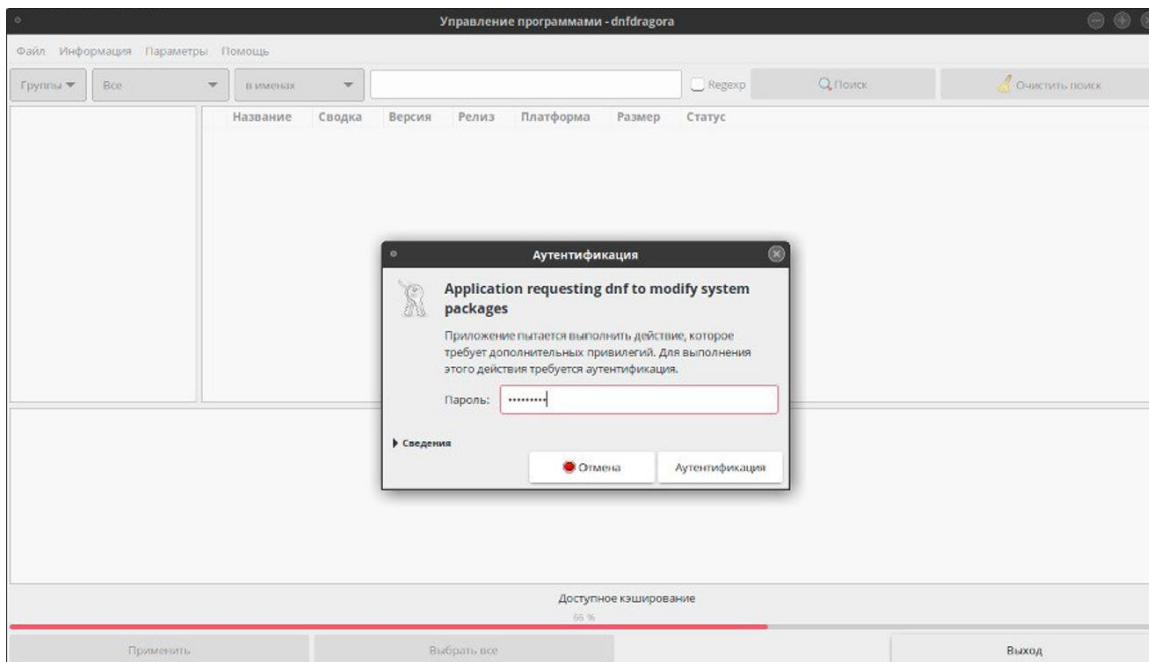 Управление программами - dnfdragora
Файл Информация Параметры Помощь
Группы Все в именах Regexp Поиск Очистить поиск
Название Сводка Версия Релиз Платформа Размер Статус
Аутентификация
Application requesting dnf to modify system
packages
Приложение пытается выполнить действие, которое
требует дополнительных привилегий. Для выполнения
этого действия требуется аутентификация.
Пароль: •••••••••
Сведения
Отмена Аутентификация
Доступное кэширование
66 %
Применить Выбрать все Выход